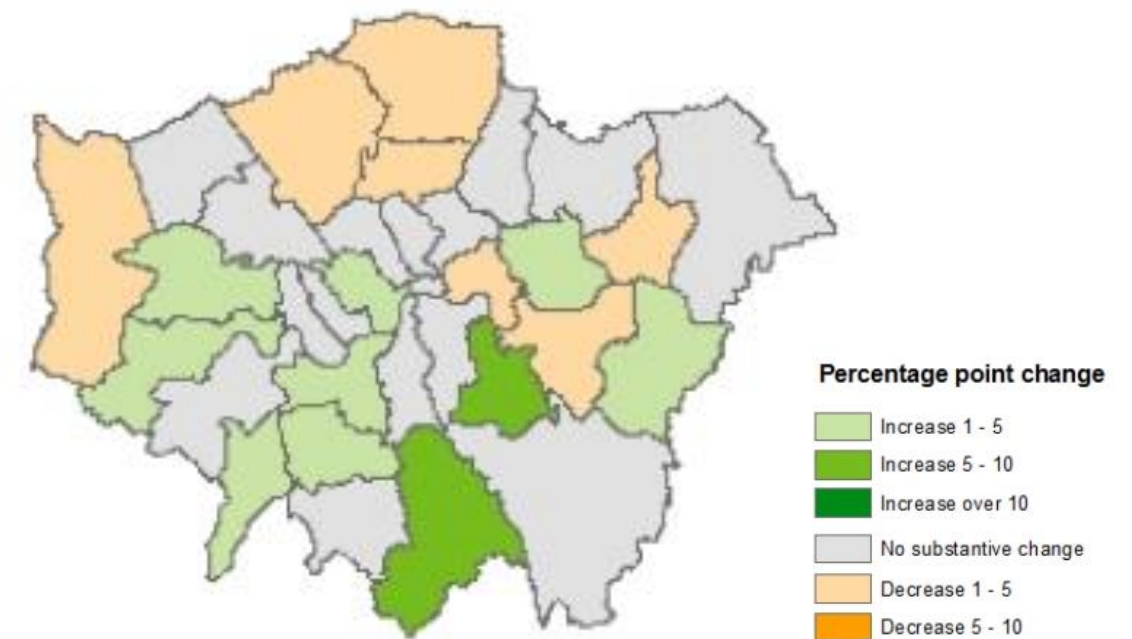 Percentage point change
Increase 1 - 5
Increase 5 - 10
Increase over 10
No substantive change
Decrease 1 - 5
Decrease 5 - 10